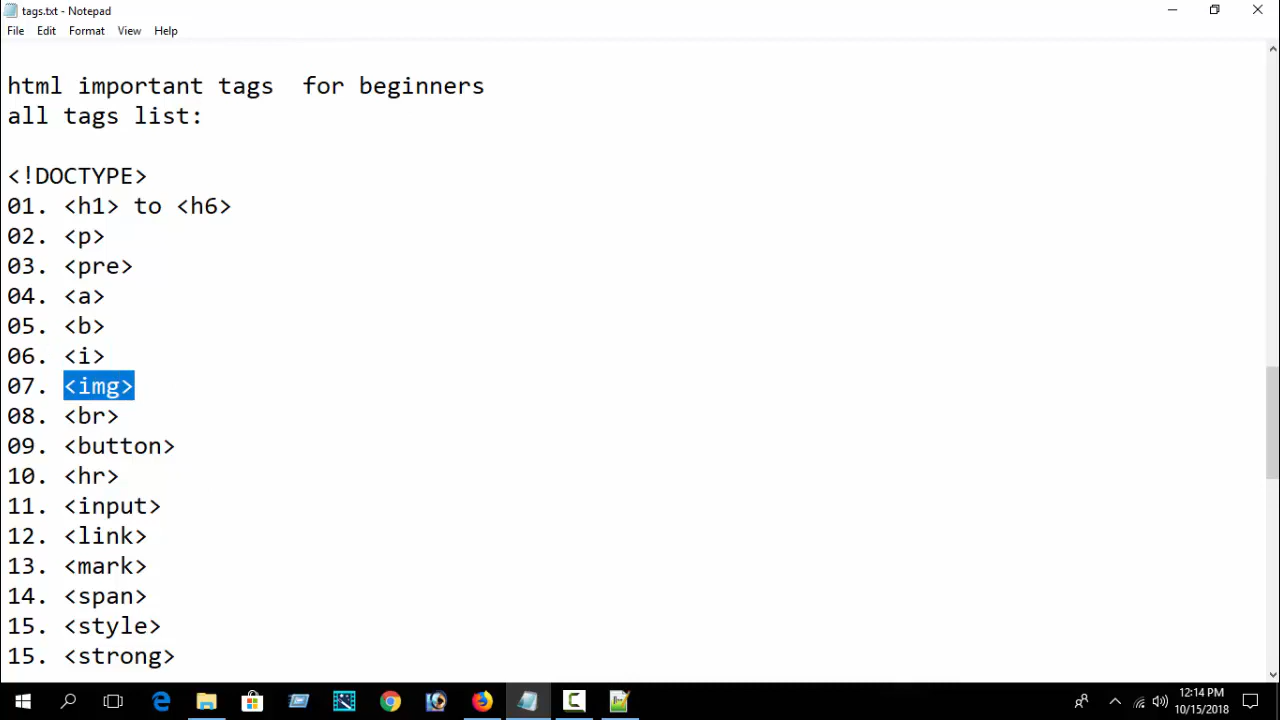 tags.txt - Notepad
File Edit Format View Help
html important tags  for beginners
all tags list:
<!DOCTYPE>
01. <h1> to <h6>
02. <p>
03. <pre>
04. <a>
05. <b>
06. <i>
07. <img>
08. <br>
09. <button>
10. <hr>
11. <input>
12. <link>
13. <mark>
14. <span>
15. <style>
15. <strong>
12:14 PM
10/15/2018